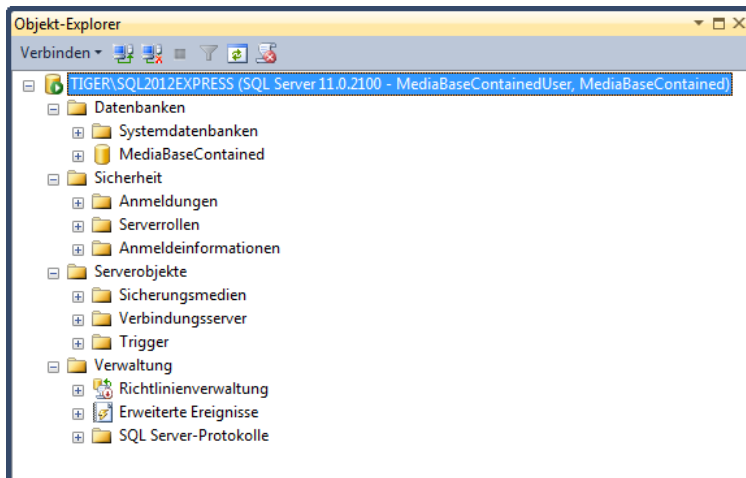 Objekt-Explorer
Verbinden
TIGER\SQL2012EXPRESS (SQL Server 11.0.2100 - MediaBaseContainedUser, MediaBaseContained)
Datenbanken
Systemdatenbanken
MediaBaseContained
Sicherheit
Anmeldungen
Serverrollen
Anmeldeinformationen
Serverobjekte
Sicherungsmedien
Verbindungsserver
Trigger
Verwaltung
Richtlinienverwaltung
Erweiterte Ereignisse
SQL Server-Protokolle